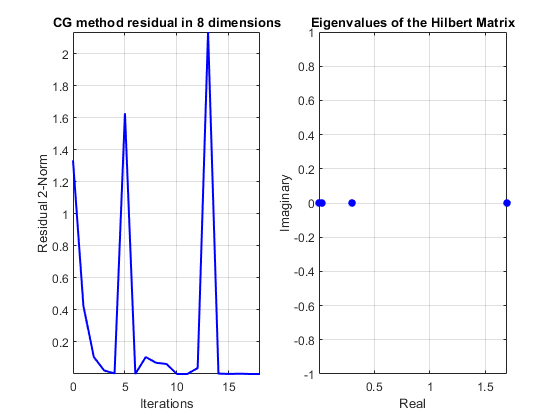 CG method residual in 8 dimensions
2
1.8
1.6
1.4
1.2
1
0.8
0.6
0.4
0.2
0 5 10 15
Residual 2-Norm
Iterations
Eigenvalues of the Hilbert Matrix
1
0.8
0.6
0.4
0.2
0
-0.2
-0.4
-0.6
-0.8
-1
0.5 1 1.5
Imaginary
Real